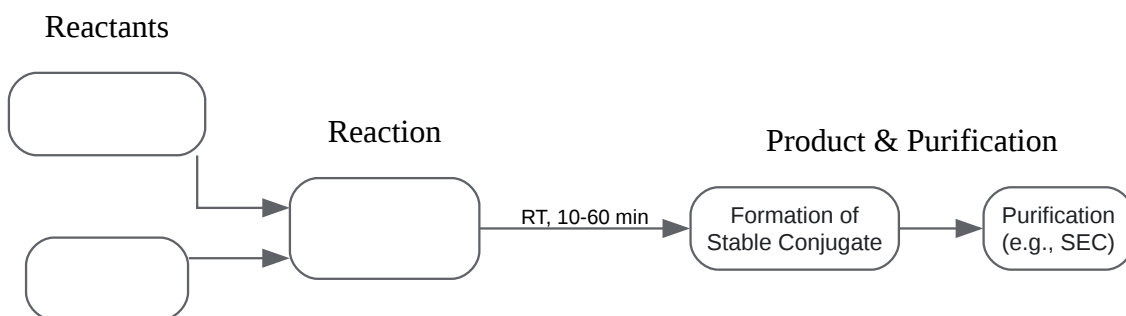 Reactants
Reaction
Product & Purification
RT, 10-60 min
Formation of
Stable Conjugate
Purification
(e.g., SEC)